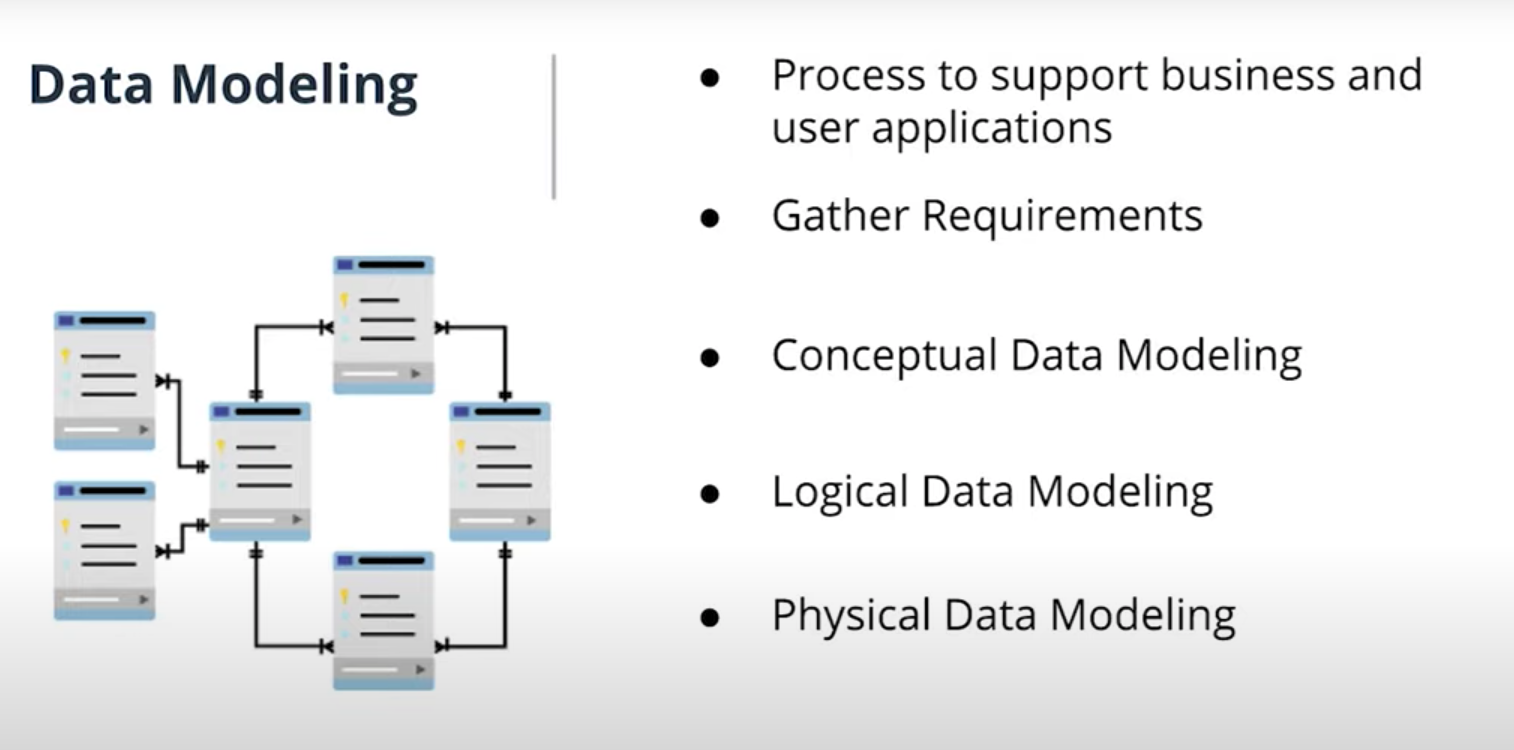 Data Modeling
● Process to support business and
user applications
● Gather Requirements
● Conceptual Data Modeling
● Logical Data Modeling
● Physical Data Modeling